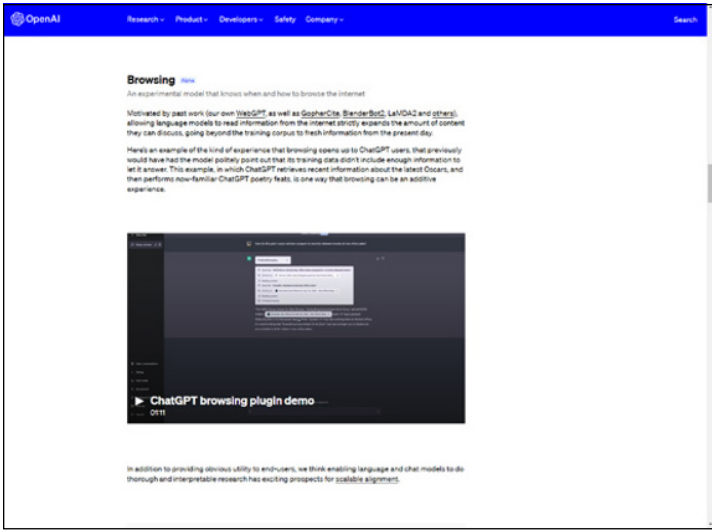 OpenAI
Research Product Developers Safety Company
Search
Browsing
An experimental model that knows when and how to browse the internet
Motivated by past work (our own WebGPT, as well as GopherCite, BlenderBot2, LaMDA2 and others),
allowing language models to read information from the internet strictly expands the amount of content
they can discuss, going beyond the training corpus to fresh information from the present day.
Here's an example of the kind of experience that browsing opens up to ChatGPT users, that previously
would have had the model politely point out that its training data didn't include enough information to
let it answer. This example, in which ChatGPT retrieves recent information about the latest Oscars, and
then performs now-familiar ChatGPT poetry feats, is one way that browsing can be an additive
experience.
ChatGPT browsing plugin demo
01:11
In addition to providing obvious utility to end-users, we think enabling language and chat models to do
thorough and interpretable research has exciting prospects for scalable alignment.